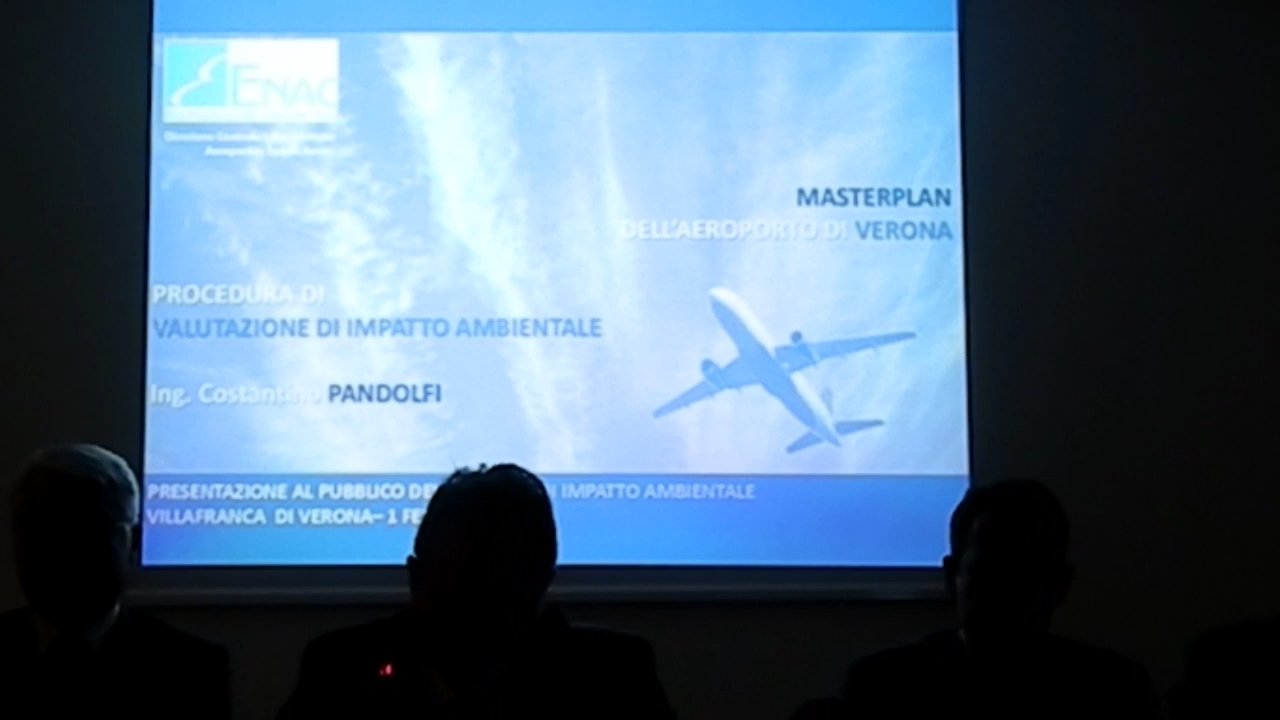 ENAC
MASTERPLAN
DELL'AEROPORTO DI VERONA
PROCEDURA DI
VALUTAZIONE DI IMPATTO AMBIENTALE
Ing. Costantino PANDOLFI
PRESENTAZIONE AL PUBBLICO IMPATTO AMBIENTALE
VILLAFRANCA DI VERONA– 1